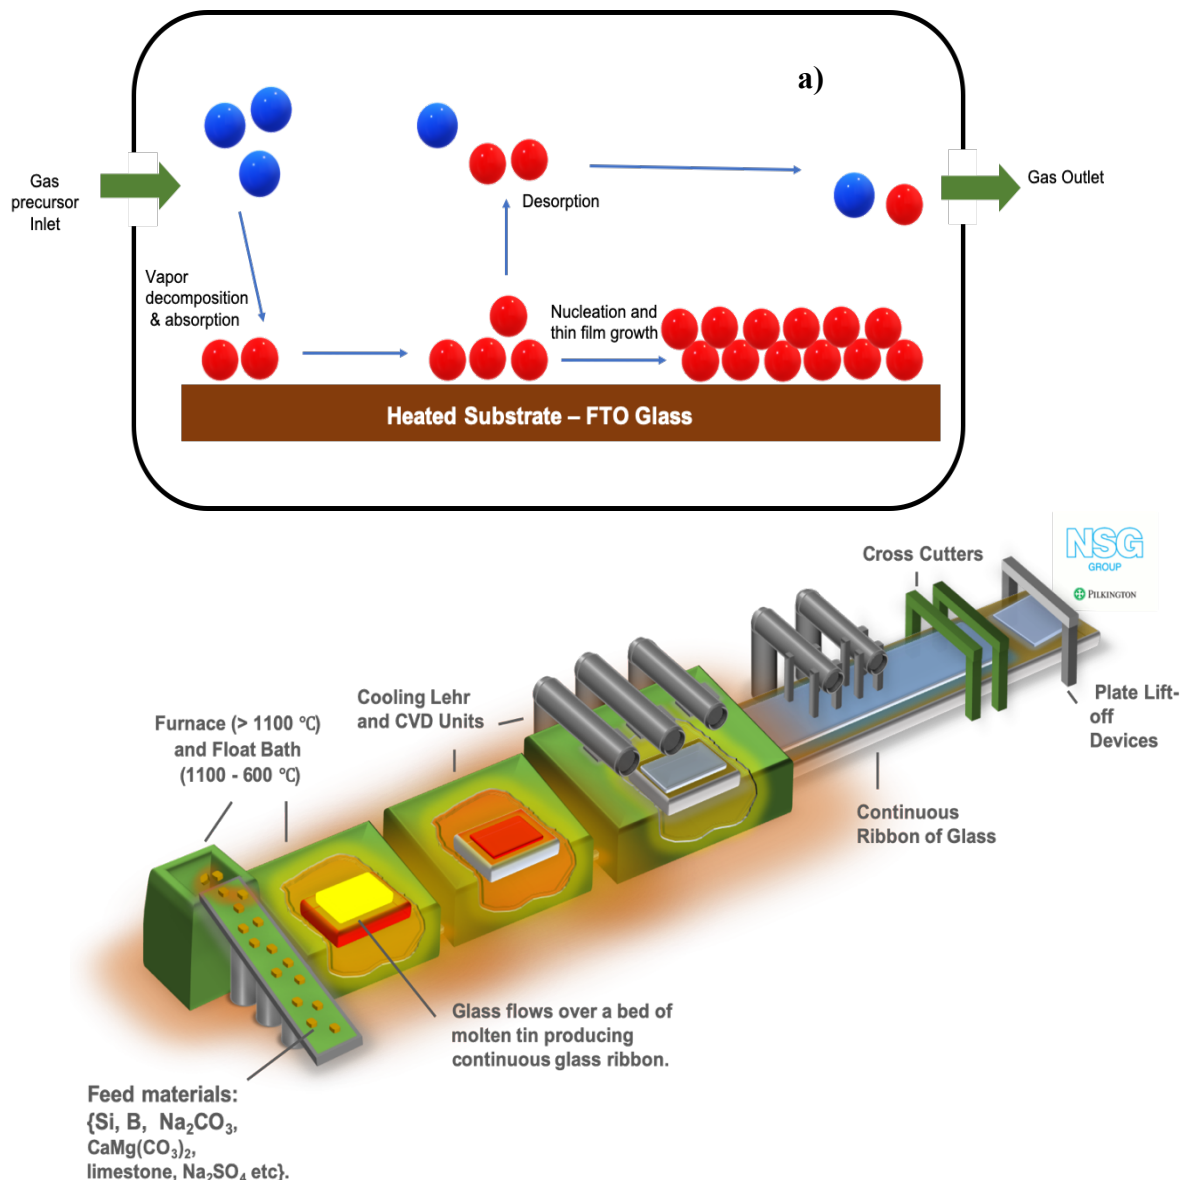 a)
Gas
precursor
Inlet
Gas Outlet
Desorption
Vapor
decomposition
& absorption
Nucleation and
thin film growth
Heated Substrate – FTO Glass
NSG
GROUP
PILKINGTON
Cross Cutters
Plate Lift-
off
Devices
Cooling Lehr
and CVD Units
Furnace (> 1100 ℃)
and Float Bath
(1100 - 600 ℃)
Continuous
Ribbon of Glass
Glass flows over a bed of
molten tin producing
continuous glass ribbon.
Feed materials:
{Si, B, Na₂CO₃,
CaMg(CO₃)₂,
limestone, Na₂SO₄ etc}.